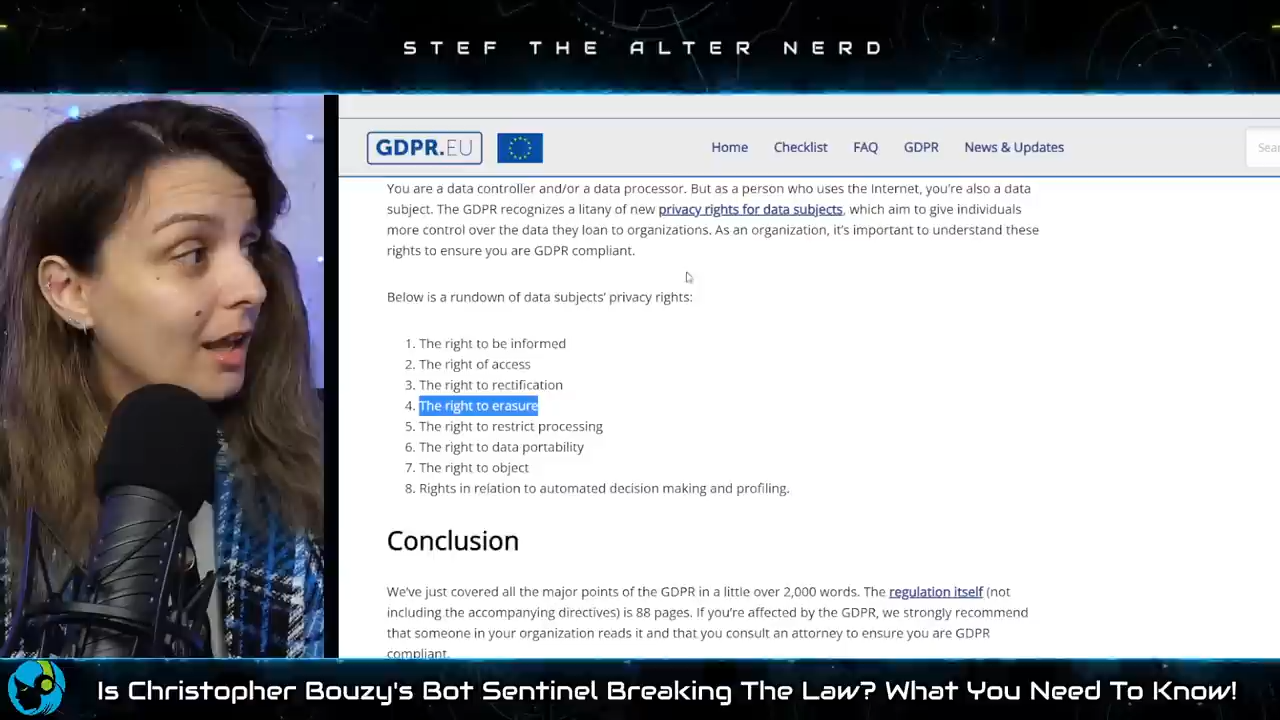 STEF THE ALTER NERD
GDPR.EU
Home
Checklist
FAQ
GDPR
News & Updates
Sear
You are a data controller and/or a data processor. But as a person who uses the Internet, you're also a data
subject. The GDPR recognizes a litany of new privacy rights for data subjects, which aim to give individuals
more control over the data they loan to organizations. As an organization, it's important to understand these
rights to ensure you are GDPR compliant.
Below is a rundown of data subjects' privacy rights:
1. The right to be informed
2. The right of access
3. The right to rectification
4. The right to erasure
5. The right to restrict processing
6. The right to data portability
7. The right to object
8. Rights in relation to automated decision making and profiling.
Conclusion
We've just covered all the major points of the GDPR in a little over 2,000 words. The regulation itself (not
including the accompanying directives) is 88 pages. If you're affected by the GDPR, we strongly recommend
that someone in your organization reads it and that you consult an attorney to ensure you are GDPR
compliant.
Is Christopher Bouzy's Bot Sentinel Breaking The Law? What You Need To Know!